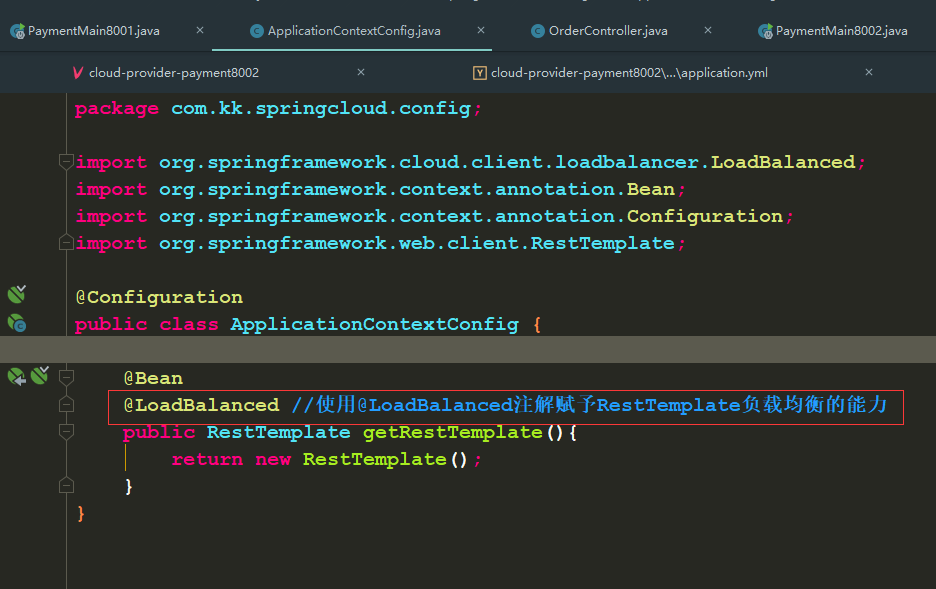 PaymentMain8001.java × ApplicationContextConfig.java × OrderController.java × PaymentMain8002.java
cloud-provider-payment8002 × cloud-provider-payment8002\...\application.yml ×
package com.kk.springcloud.config;
import org.springframework.cloud.client.loadbalancer.LoadBalanced;
import org.springframework.context.annotation.Bean;
import org.springframework.context.annotation.Configuration;
import org.springframework.web.client.RestTemplate;
@Configuration
public class ApplicationContextConfig {
@Bean
@LoadBalanced //使用@LoadBalanced注解赋予RestTemplate负载均衡的能力
public RestTemplate getRestTemplate(){
return new RestTemplate();
}
}